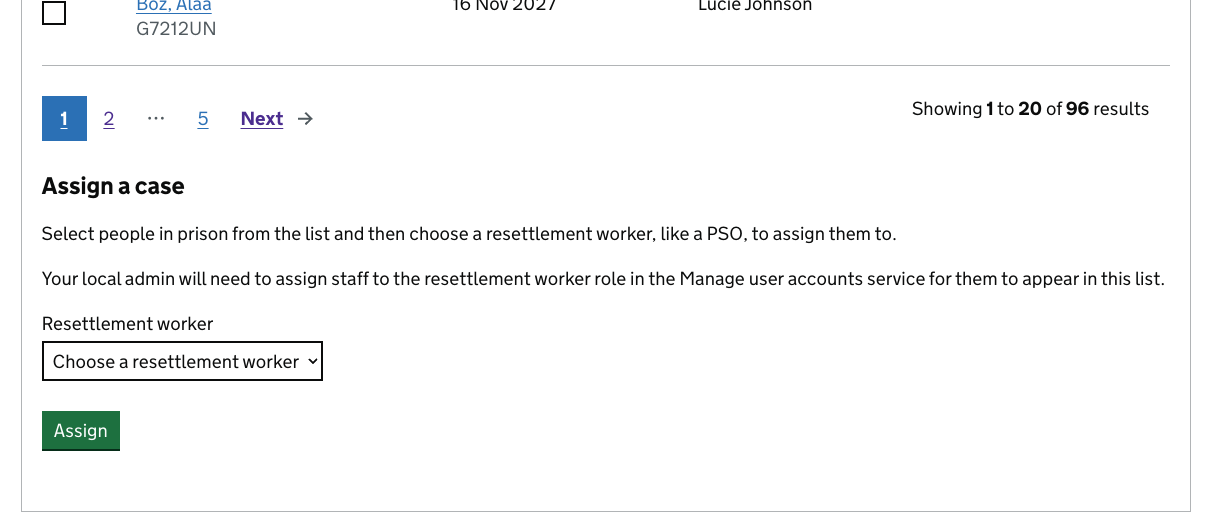 Boz, Alaa 16 Nov 2027 Lucie Johnson
G7212UN
1 2 ... 5 Next → Showing 1 to 20 of 96 results
Assign a case
Select people in prison from the list and then choose a resettlement worker, like a PSO, to assign them to.
Your local admin will need to assign staff to the resettlement worker role in the Manage user accounts service for them to appear in this list.
Resettlement worker
Choose a resettlement worker
Assign